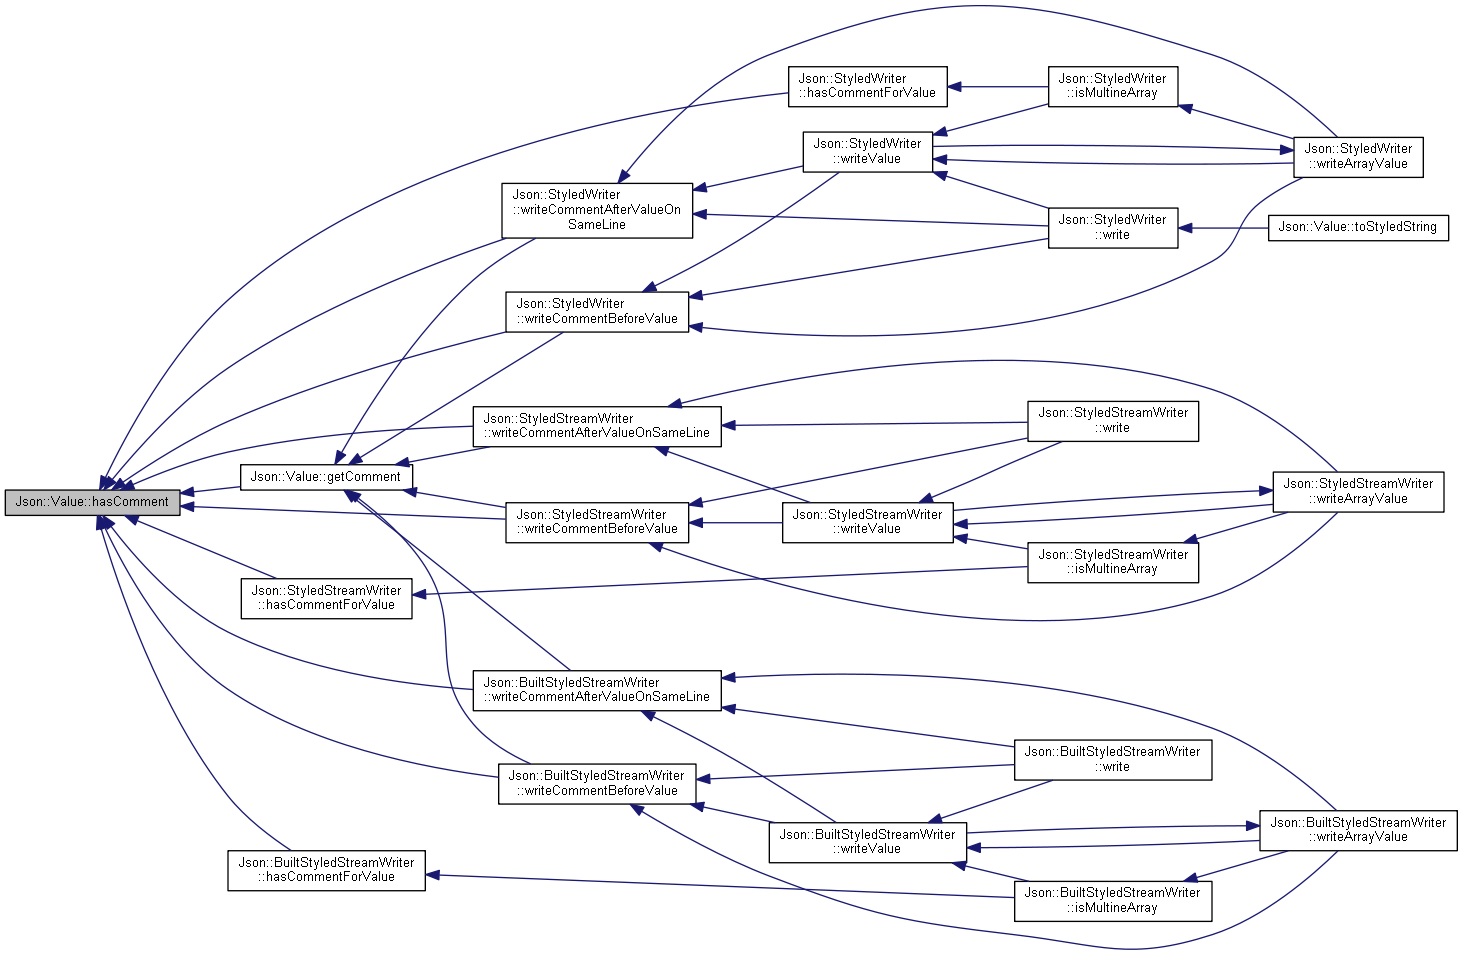 Json::Value::hasComment
Json::StyledWriter
::hasCommentForValue
Json::StyledWriter
::isMultineArray
Json::StyledWriter
::writeArrayValue
Json::StyledWriter
::writeValue
Json::StyledWriter
::writeCommentAfterValueOn
SameLine
Json::StyledWriter
::write
Json::Value::toStyledString
Json::StyledWriter
::writeCommentBeforeValue
Json::StyledStreamWriter
::writeCommentAfterValueOnSameLine
Json::StyledStreamWriter
::write
Json::Value::getComment
Json::StyledStreamWriter
::writeArrayValue
Json::StyledStreamWriter
::writeCommentBeforeValue
Json::StyledStreamWriter
::writeValue
Json::StyledStreamWriter
::isMultineArray
Json::StyledStreamWriter
::hasCommentForValue
Json::BuiltStyledStreamWriter
::writeCommentAfterValueOnSameLine
Json::BuiltStyledStreamWriter
::write
Json::BuiltStyledStreamWriter
::writeCommentBeforeValue
Json::BuiltStyledStreamWriter
::writeValue
Json::BuiltStyledStreamWriter
::writeArrayValue
Json::BuiltStyledStreamWriter
::hasCommentForValue
Json::BuiltStyledStreamWriter
::isMultineArray